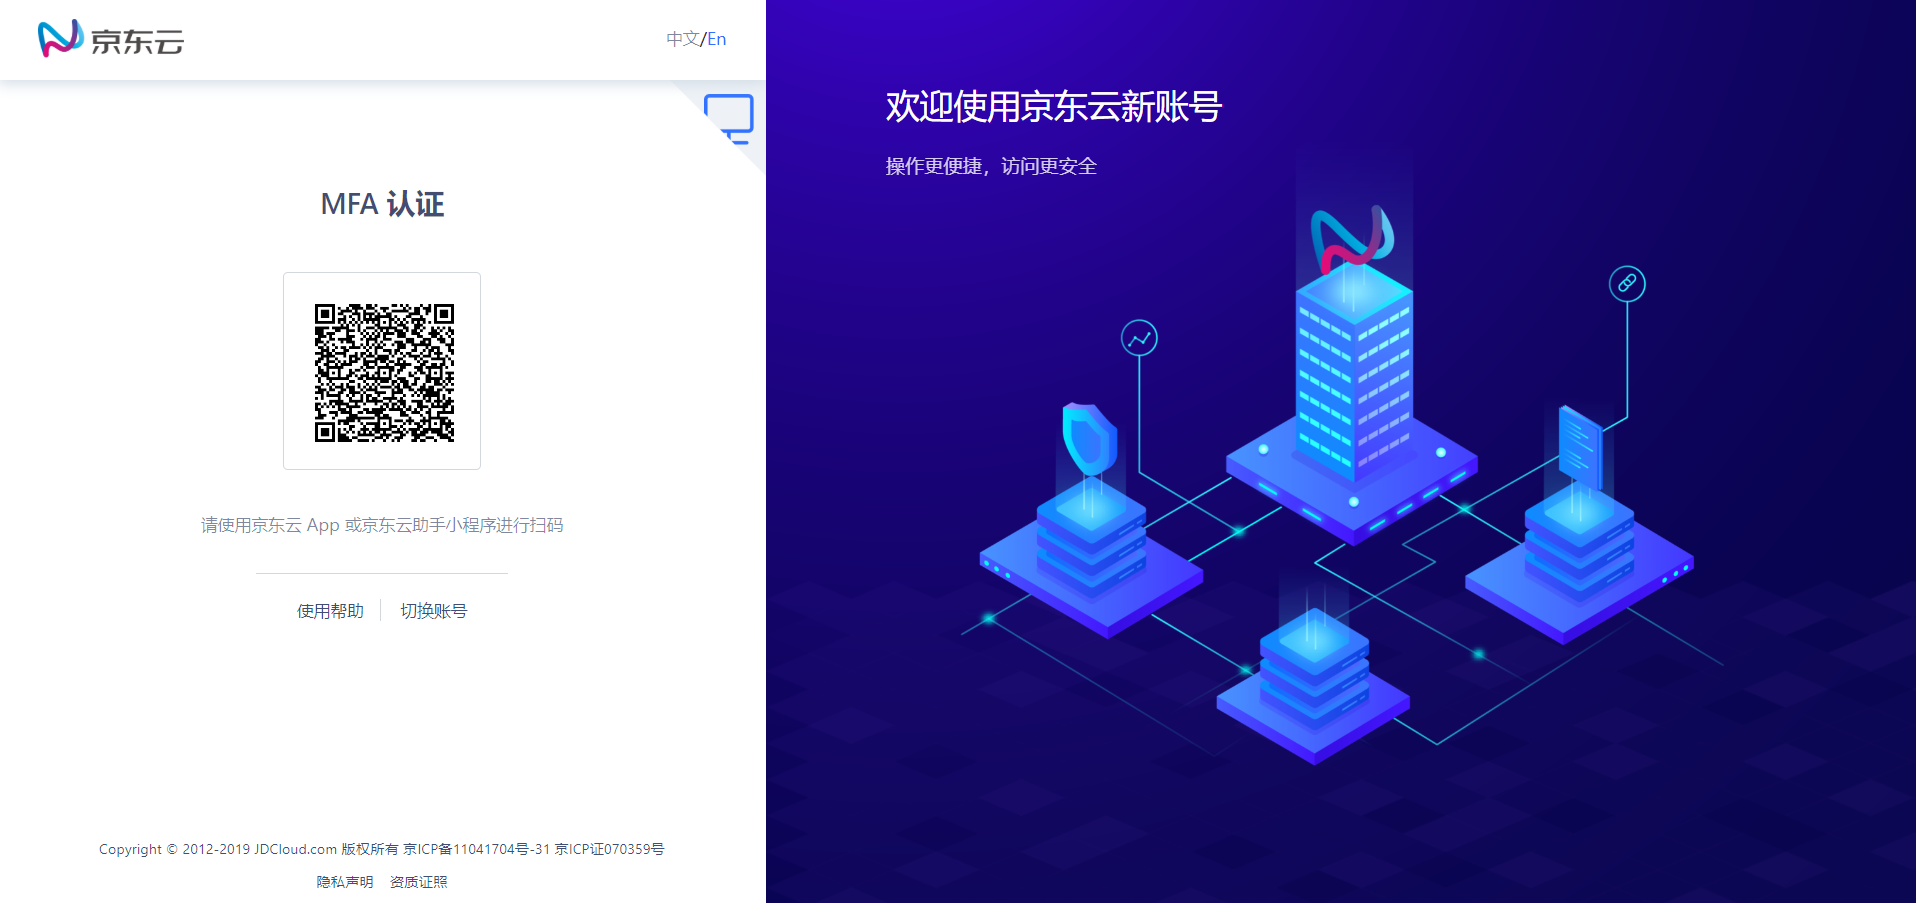 京东云
中文/En
MFA 认证
请使用京东云 App 或京东云助手小程序进行扫码
使用帮助
切换账号
Copyright © 2012-2019 JDCloud.com 版权所有 京ICP备11041704号-31 京ICP证070359号
隐私声明 资质证照
欢迎使用京东云新账号
操作更便捷，访问更安全